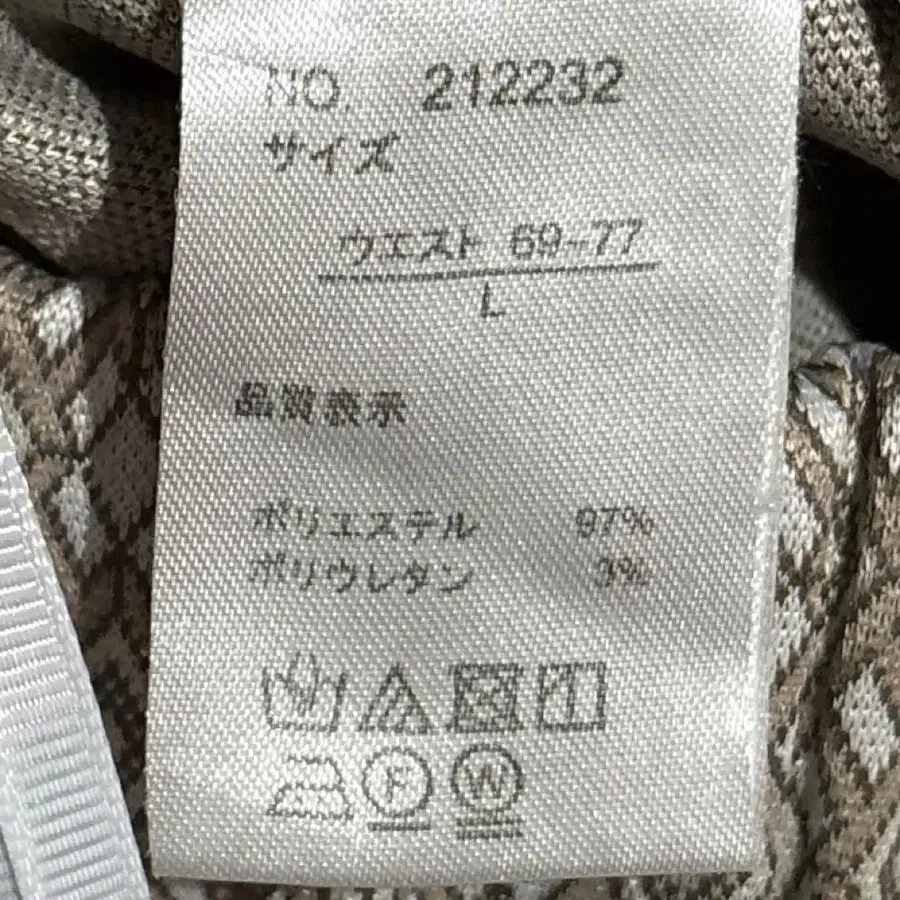 NO. 212232
サイズ
ウエスト 69-77
L
品質表示
ポリエステル 97%
ポリウレタン 3%
F W